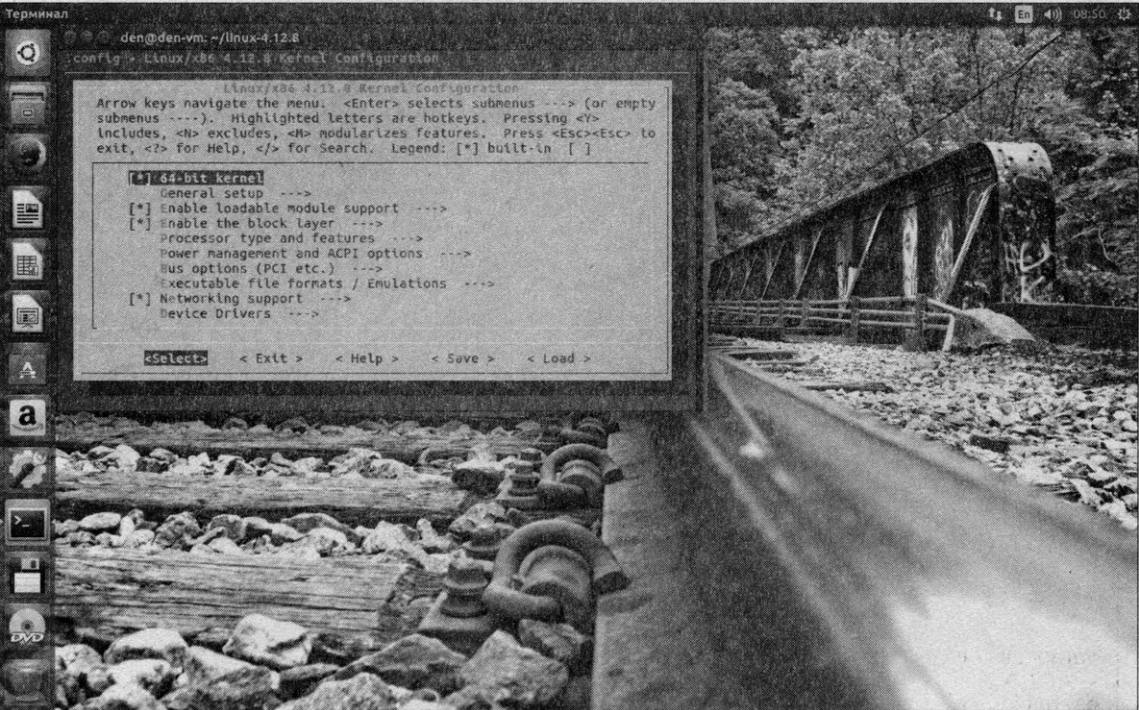 Терминал
En
08:50
den@den-vm: ~/linux-4.12.8
.config - Linux/x86 4.12.8 Kernel Configuration
Linux/x86 4.12.8 Kernel Configuration
Arrow keys navigate the menu.  <Enter> selects submenus ---> (or empty
submenus ----).  Highlighted letters are hotkeys.  Pressing <Y>
includes, <N> excludes, <M> modularizes features.  Press <Esc><Esc> to
exit, <?> for Help, </> for Search.  Legend: [*] built-in  [ ]
[*] 64-bit kernel
General setup  --->
[*] Enable loadable module support  --->
[*] Enable the block layer  --->
Processor type and features  --->
Power management and ACPI options  --->
Bus options (PCI etc.)  --->
Executable file formats / Emulations  --->
[*] Networking support  --->
Device Drivers  --->
<Select>    < Exit >    < Help >    < Save >    < Load >
a
>_
DVD